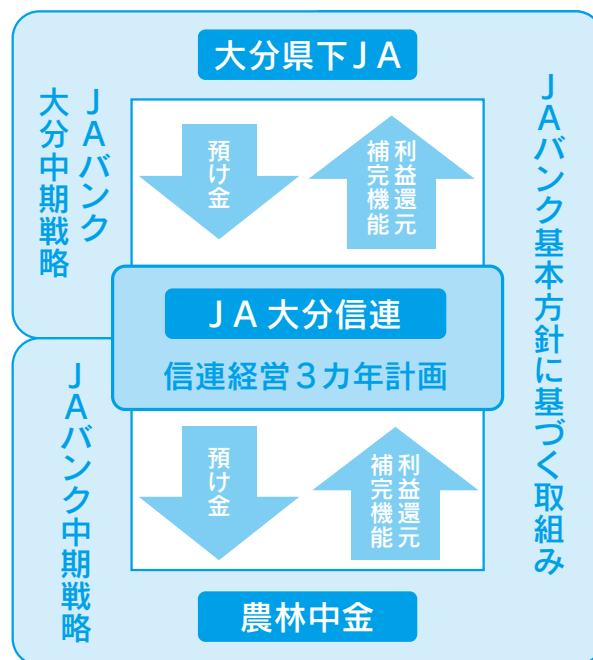 大分県下ＪＡ
ＪＡバンク
大分中期戦略
預け金
利益還元
補完機能
ＪＡバンク基本方針に基づく取組み
ＪＡ大分信連
信連経営３カ年計画
ＪＡバンク中期戦略
預け金
利益還元
補完機能
農林中金